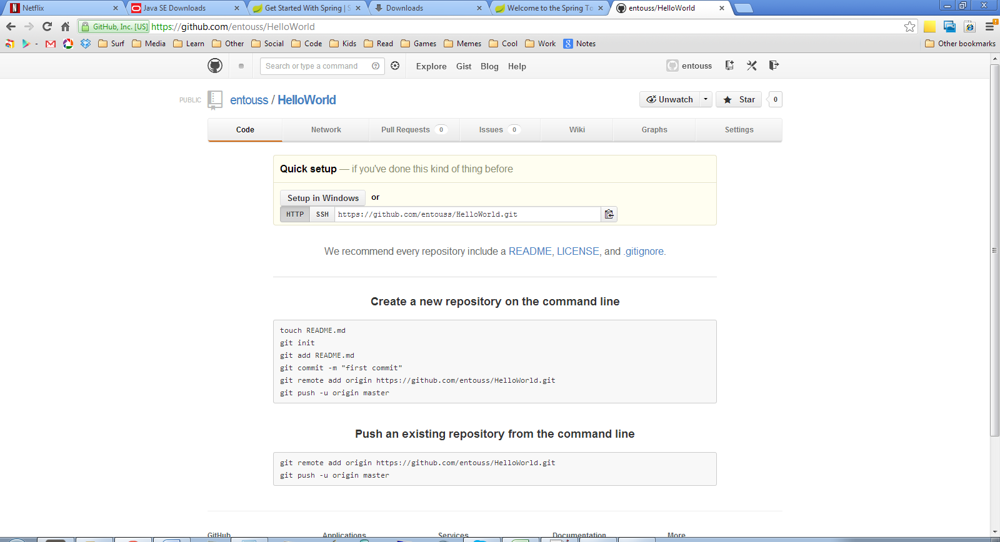 Netflix Java SE Downloads Get Started With Spring | S Downloads Welcome to the Spring To entouss/HelloWorld
GitHub, Inc. [US] https://github.com/entouss/HelloWorld
Surf Media Learn Other Social Code Kids Read Games Memes Cool Work Notes Other bookmarks
Search or type a command Explore Gist Blog Help entouss
PUBLIC entouss / HelloWorld Unwatch Star 0
Code Network Pull Requests 0 Issues 0 Wiki Graphs Settings
Quick setup — if you've done this kind of thing before
Setup in Windows or
HTTP SSH https://github.com/entouss/HelloWorld.git
We recommend every repository include a README, LICENSE, and .gitignore.
Create a new repository on the command line
touch README.md
git init
git add README.md
git commit -m "first commit"
git remote add origin https://github.com/entouss/HelloWorld.git
git push -u origin master
Push an existing repository from the command line
git remote add origin https://github.com/entouss/HelloWorld.git
git push -u origin master
GitHub Applications Services Documentation More